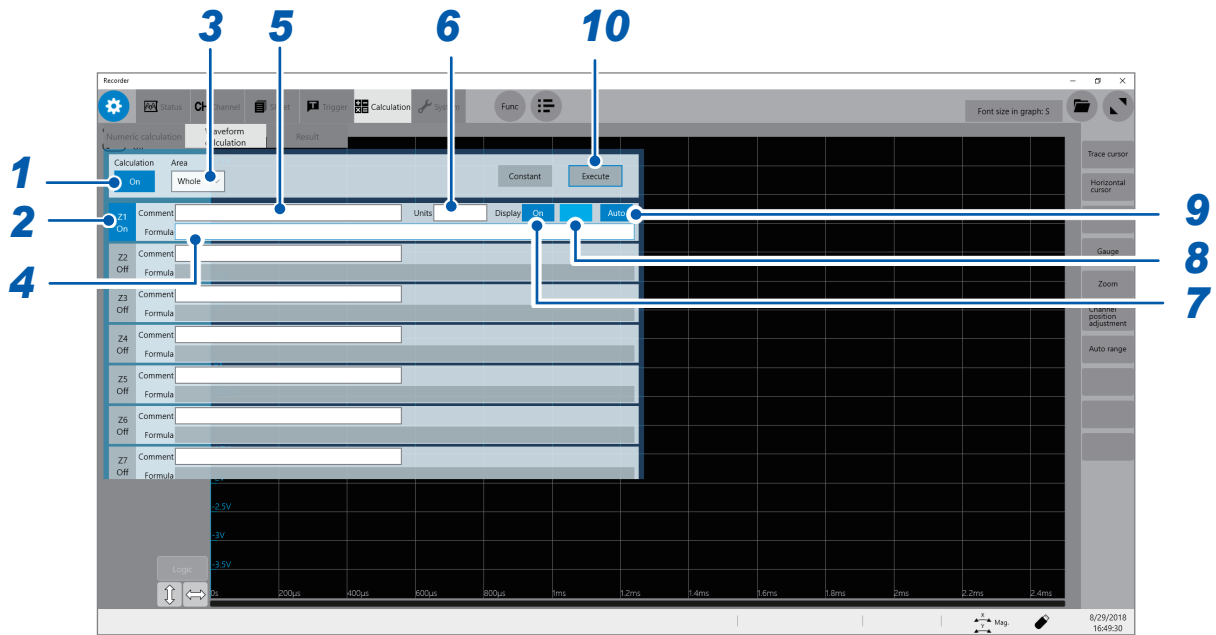 3 5 6 10
Recorder
Status CH Channel Trigger Calculation System Func Font size in graph: S
Numeric calculation Waveform calculation Result
Trace cursor
Calculation Area
1 On Whole Constant Execute
Horizontal cursor
2 Z1 On Comment Units Display On Auto 9
Formula
8
Gauge
4 Z2 Off Comment
Formula
Zoom
7
Z3 Off Comment
Formula
Channel position adjustment
Z4 Off Comment
Formula
Auto range
Z5 Off Comment
Formula
Z6 Off Comment
Formula
Z7 Off Comment
Formula
-2.5V
-3V
-3.5V
Logic
0s 200µs 400µs 600µs 800µs 1ms 1.2ms 1.4ms 1.6ms 1.8ms 2ms 2.2ms 2.4ms
X Y Mag.
8/29/2018
16:49:30